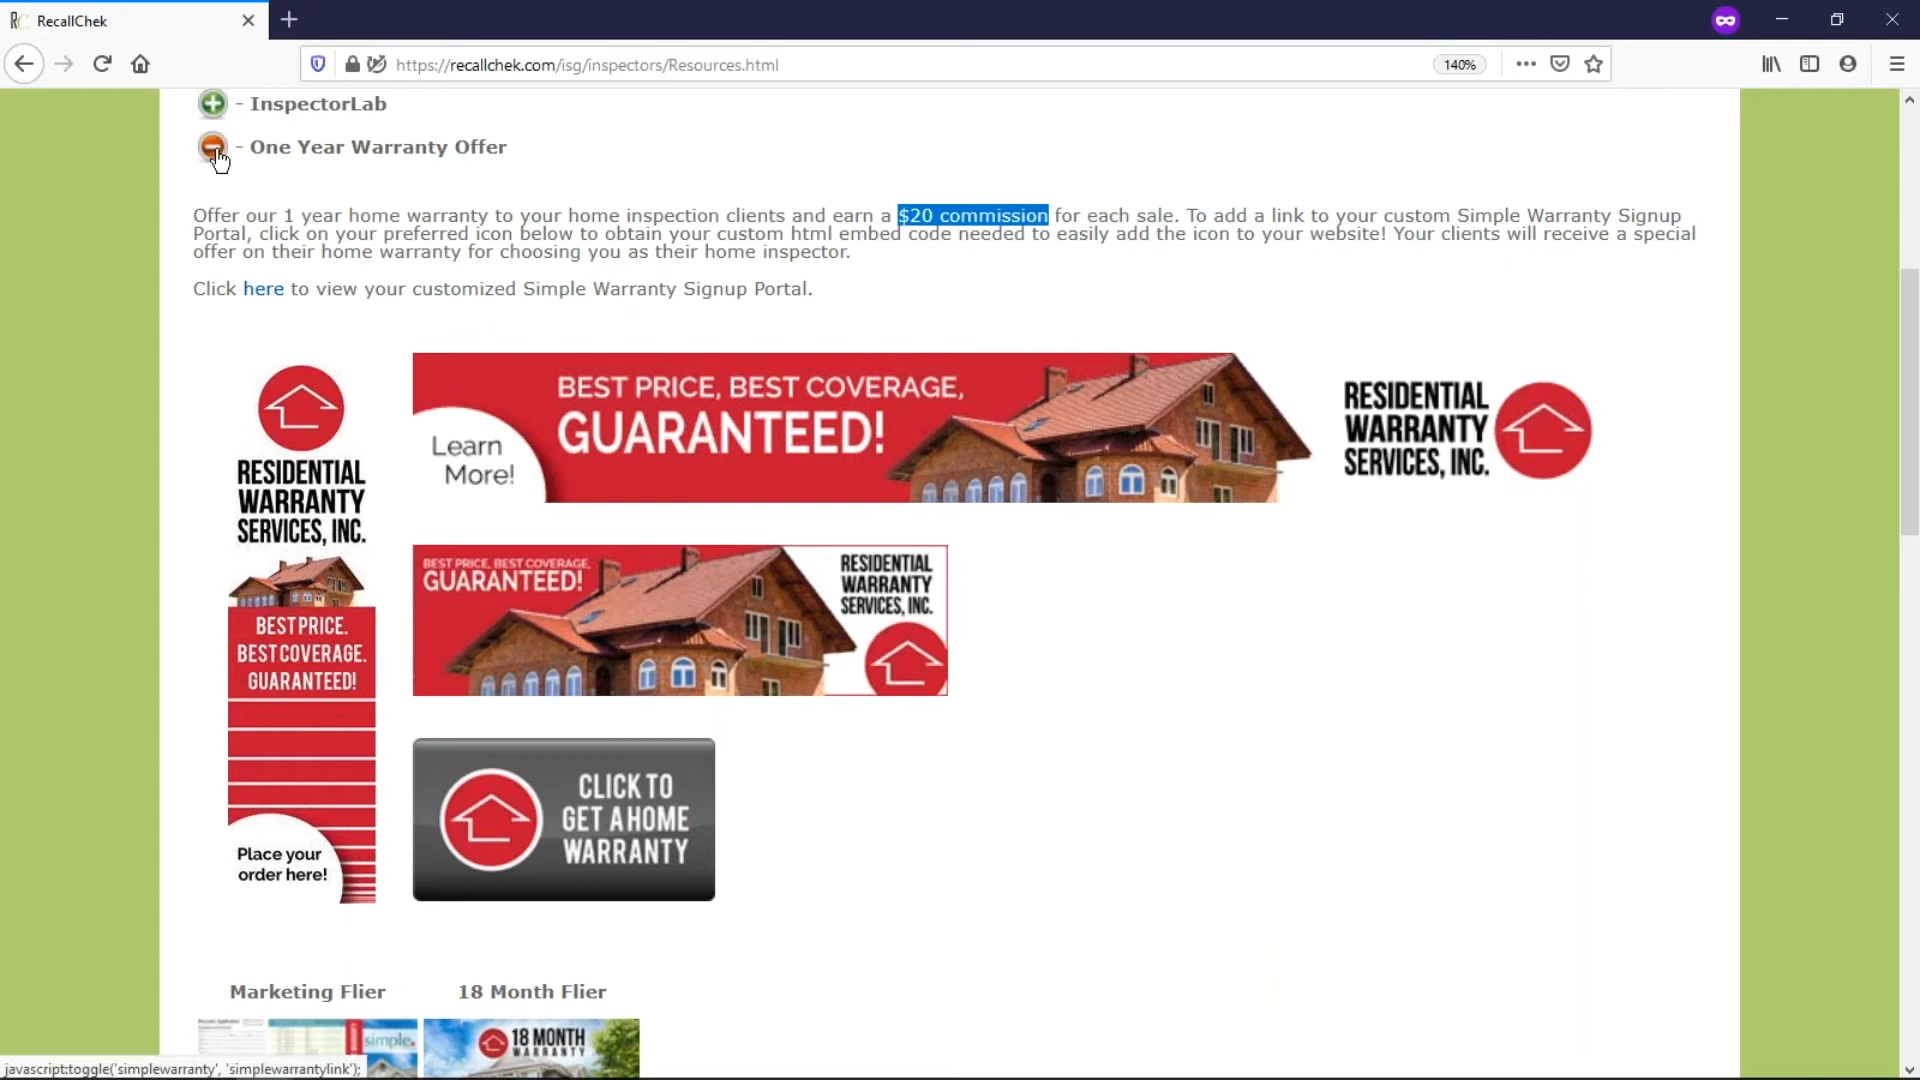 RecallChek
https://recallchek.com/isg/inspectors/Resources.html
140%
- InspectorLab
- One Year Warranty Offer
Offer our 1 year home warranty to your home inspection clients and earn a $20 commission for each sale. To add a link to your custom Simple Warranty Signup
Portal, click on your preferred icon below to obtain your custom html embed code needed to easily add the icon to your website! Your clients will receive a special
offer on their home warranty for choosing you as their home inspector.
Click here to view your customized Simple Warranty Signup Portal.
RESIDENTIAL
WARRANTY
SERVICES, INC.
BEST PRICE.
BEST COVERAGE.
GUARANTEED!
Place your
order here!
BEST PRICE, BEST COVERAGE,
GUARANTEED!
Learn
More!
RESIDENTIAL
WARRANTY
SERVICES, INC.
BEST PRICE, BEST COVERAGE,
GUARANTEED!
RESIDENTIAL
WARRANTY
SERVICES, INC.
CLICK TO
GET A HOME
WARRANTY
Marketing Flier
18 Month Flier
simple.
18 MONTH
WARRANTY
javascript:toggle('simplewarranty', 'simplewarrantylink');